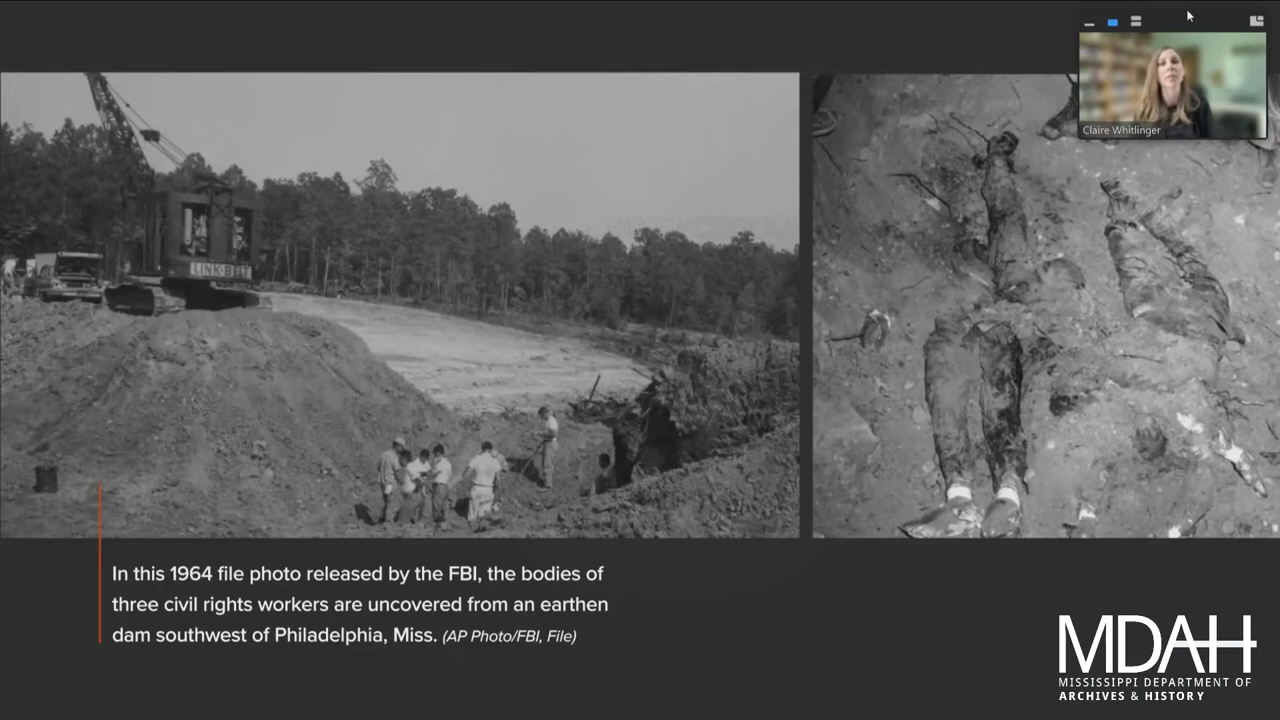 Claire Whitlinger
LINK-BELT
In this 1964 file photo released by the FBI, the bodies of
three civil rights workers are uncovered from an earthen
dam southwest of Philadelphia, Miss. (AP Photo/FBI, File)
MDAH
MISSISSIPPI DEPARTMENT OF
ARCHIVES & HISTORY